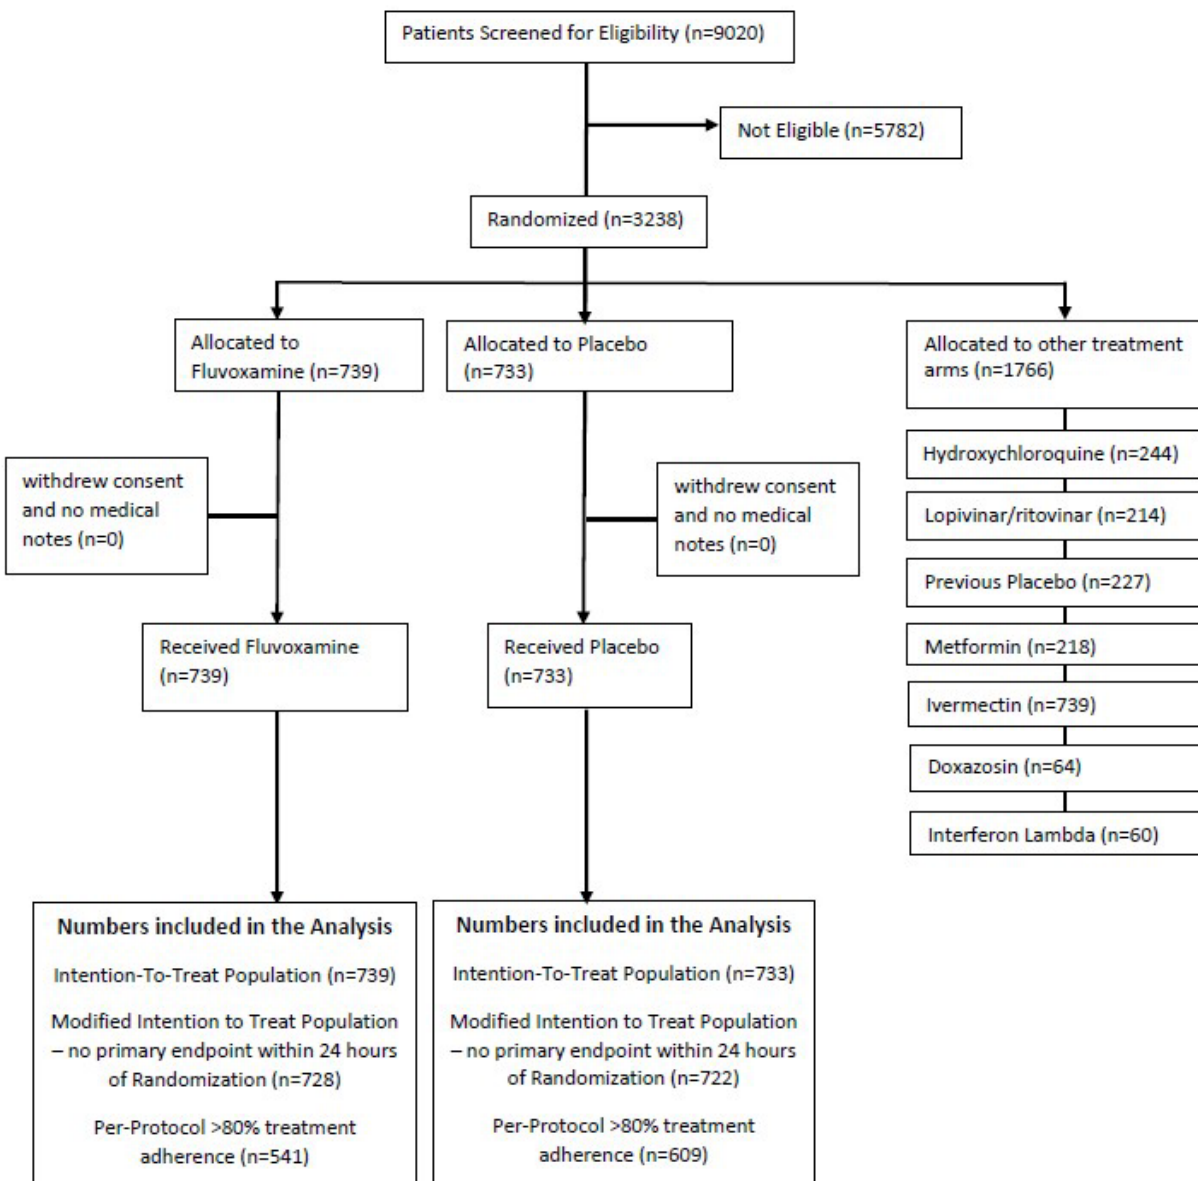 Patients Screened for Eligibility (n=9020)
Not Eligible (n=5782)
Randomized (n=3238)
Allocated to
Fluvoxamine (n=739)
Allocated to Placebo
(n=733)
Allocated to other treatment
arms (n=1766)
withdrew consent
and no medical
notes (n=0)
withdrew consent
and no medical
notes (n=0)
Hydroxychloroquine (n=244)
Lopivinar/ritovinar (n=214)
Previous Placebo (n=227)
Metformin (n=218)
Ivermectin (n=739)
Doxazosin (n=64)
Interferon Lambda (n=60)
Received Fluvoxamine
(n=739)
Received Placebo
(n=733)
Numbers included in the Analysis
Intention-To-Treat Population (n=739)
Modified Intention to Treat Population
– no primary endpoint within 24 hours
of Randomization (n=728)
Per-Protocol >80% treatment
adherence (n=541)
Numbers included in the Analysis
Intention-To-Treat Population (n=733)
Modified Intention to Treat Population
– no primary endpoint within 24 hours
of Randomization (n=722)
Per-Protocol >80% treatment
adherence (n=609)